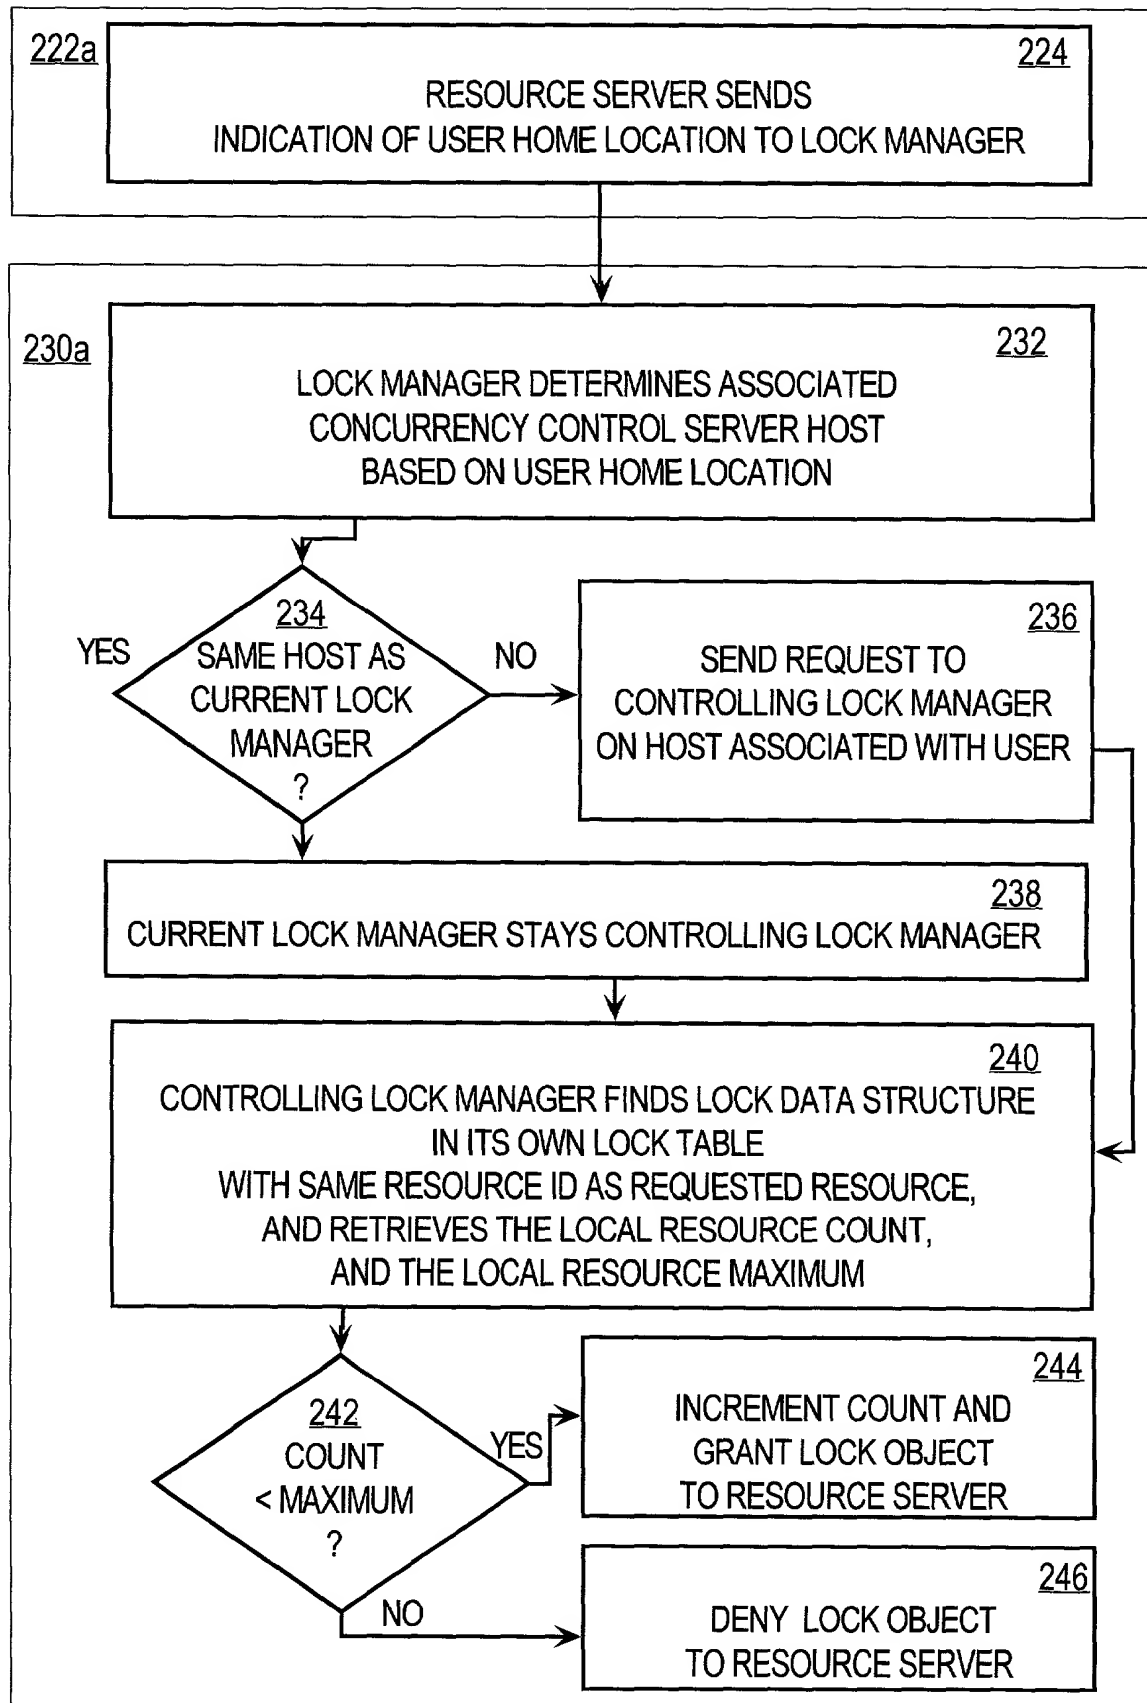 222a
224
RESOURCE SERVER SENDS
INDICATION OF USER HOME LOCATION TO LOCK MANAGER
230a
232
LOCK MANAGER DETERMINES ASSOCIATED
CONCURRENCY CONTROL SERVER HOST
BASED ON USER HOME LOCATION
234
YES
SAME HOST AS
CURRENT LOCK
MANAGER
?
NO
236
SEND REQUEST TO
CONTROLLING LOCK MANAGER
ON HOST ASSOCIATED WITH USER
238
CURRENT LOCK MANAGER STAYS CONTROLLING LOCK MANAGER
240
CONTROLLING LOCK MANAGER FINDS LOCK DATA STRUCTURE
IN ITS OWN LOCK TABLE
WITH SAME RESOURCE ID AS REQUESTED RESOURCE,
AND RETRIEVES THE LOCAL RESOURCE COUNT,
AND THE LOCAL RESOURCE MAXIMUM
242
COUNT
< MAXIMUM
?
YES
244
INCREMENT COUNT AND
GRANT LOCK OBJECT
TO RESOURCE SERVER
NO
246
DENY LOCK OBJECT
TO RESOURCE SERVER